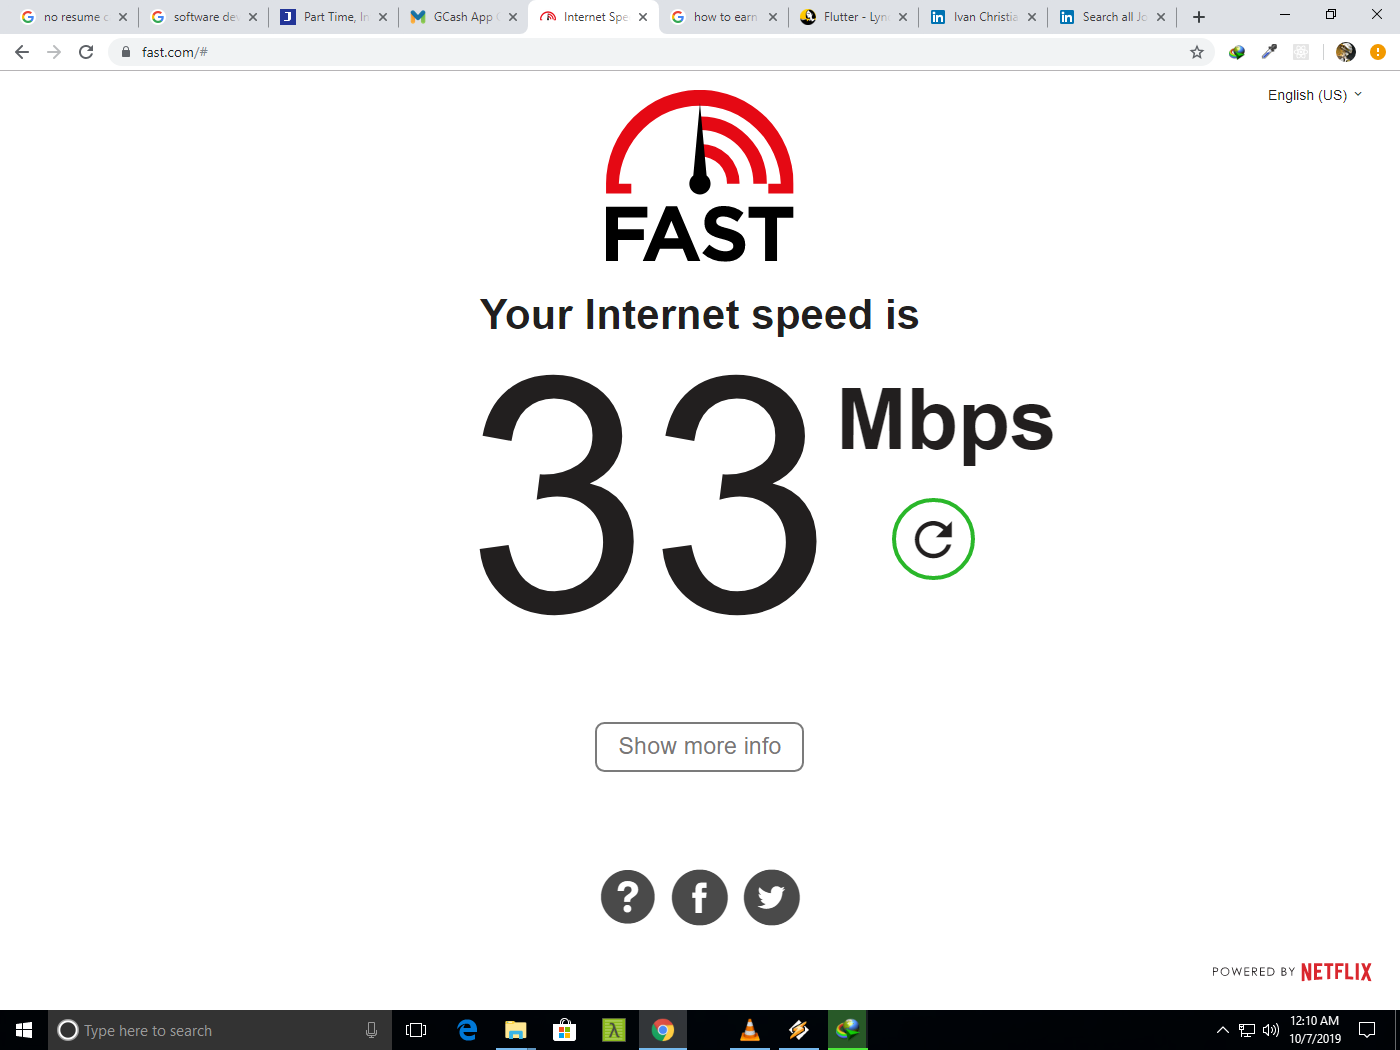 no resume
software de
Part Time, In
GCash App
Internet Spe
how to earn
Flutter - Lyn
Ivan Christia
Search all Jo
fast.com/#
English (US)
FAST
Your Internet speed is
33 Mbps
Show more info
POWERED BY NETFLIX
Type here to search
12:10 AM
10/7/2019